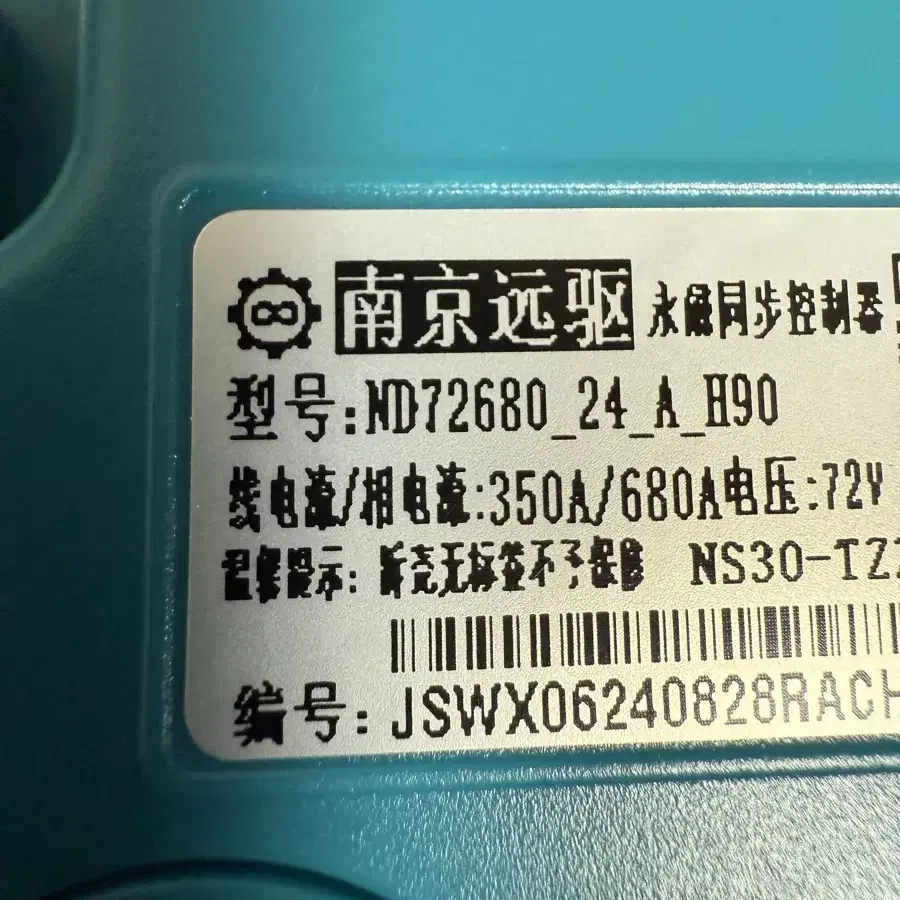 南京远驱 永磁同步控制器
型号:ND72680_24_A_H90
线电流/相电流:350A/680A电压:72V
温馨提示: 拆壳无标签不予保修 NS30-TZ
编号:JSWX06240828RACH